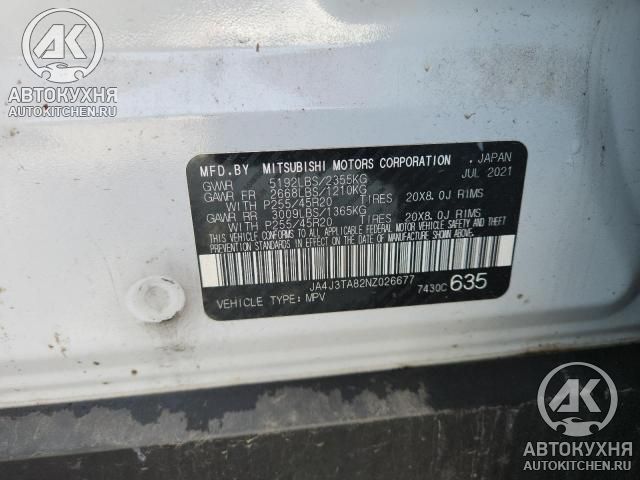 AK
АВТОКУХНЯ
AUTOKITCHEN.RU
MFD.BY MITSUBISHI MOTORS CORPORATION . JAPAN
GVWR 5192LBS/2355KG JUL 2021
GAWR FR 2668LBS/1210KG
WITH P255/45R20 TIRES 20X8.0J RIMS
GAWR RR 3009LBS/1365KG
WITH P255/45R20 TIRES 20X8.0J RIMS
THIS VEHICLE CONFORMS TO ALL APPLICABLE FEDERAL MOTOR VEHICLE SAFETY AND THEFT
PREVENTION STANDARDS IN EFFECT ON THE DATE OF MANUFACTURE SHOWN ABOVE.
JA4J3TA82NZ026677
VEHICLE TYPE: MPV 7430C 635
AK
АВТОКУХНЯ
AutoKitchen.ru